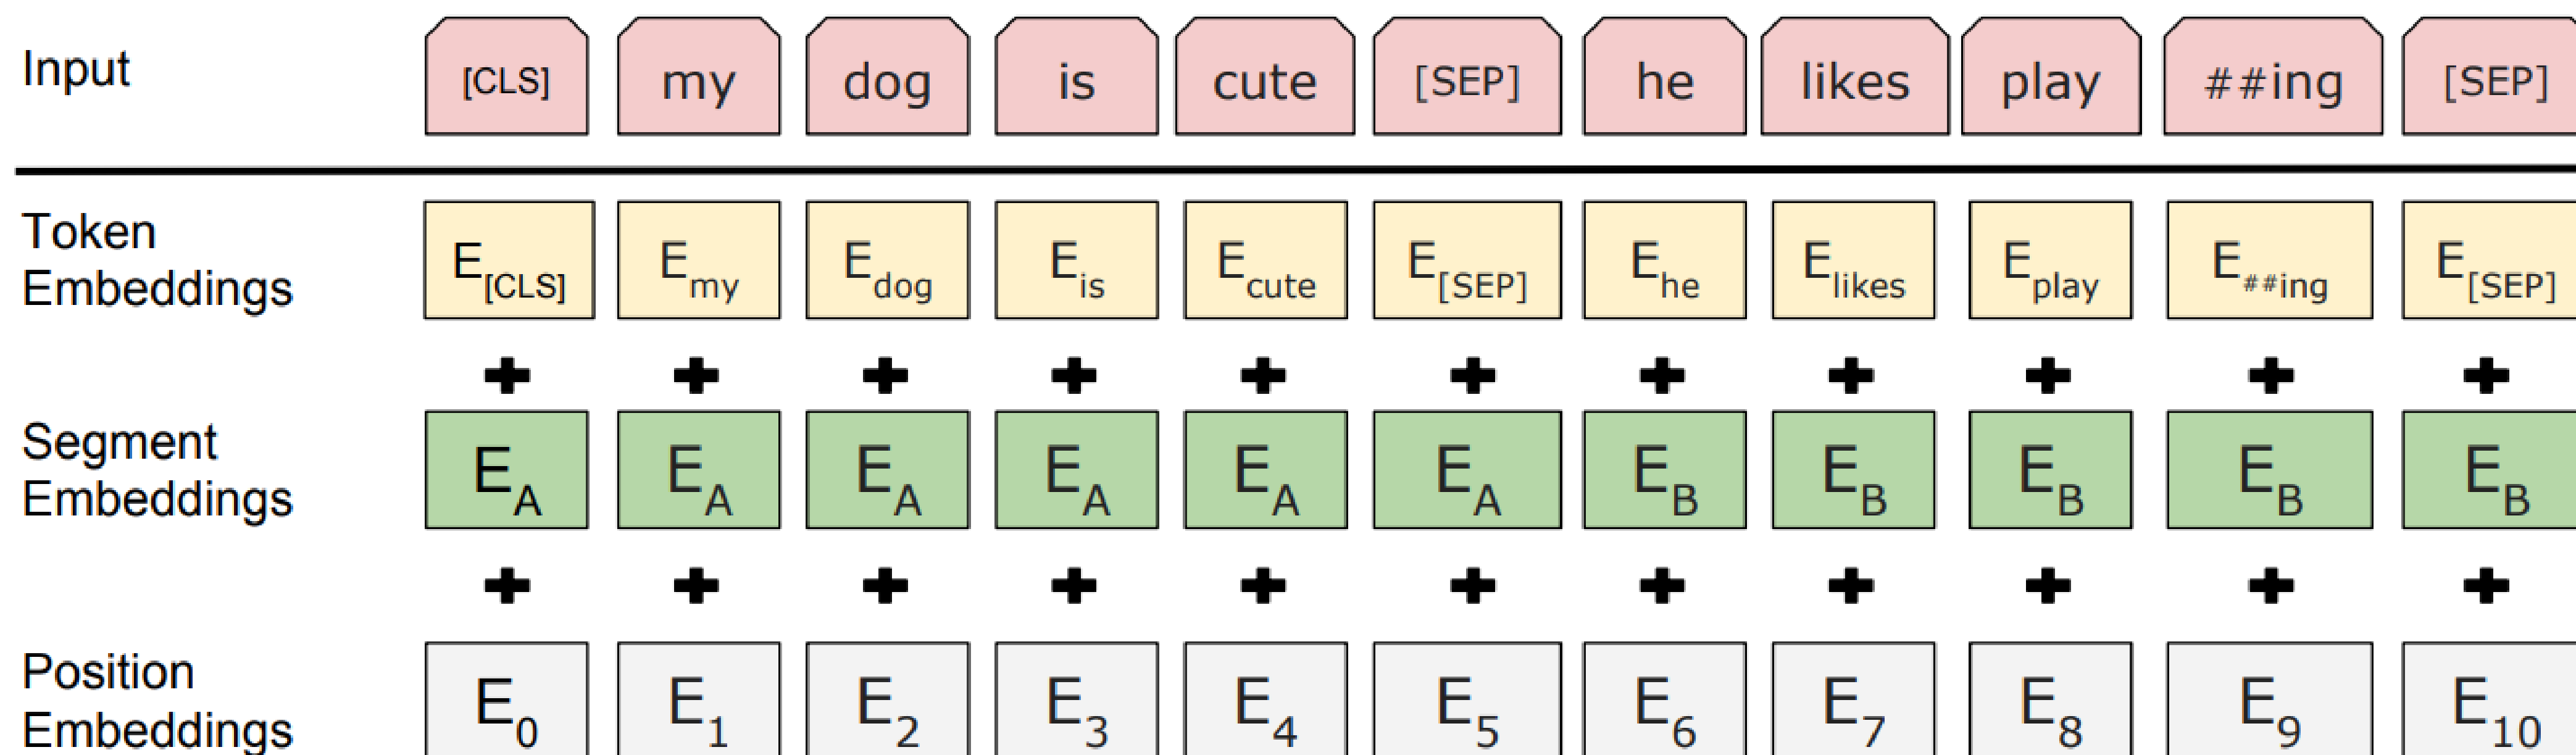 Input [CLS] my dog is cute [SEP] he likes play ##ing [SEP]
Token
Embeddings E[CLS] Emy Edog Eis Ecute E[SEP] Ehe Elikes Eplay E##ing E[SEP]
+ + + + + + + + + + +
Segment
Embeddings EA EA EA EA EA EA EB EB EB EB EB
+ + + + + + + + + + +
Position
Embeddings E0 E1 E2 E3 E4 E5 E6 E7 E8 E9 E10